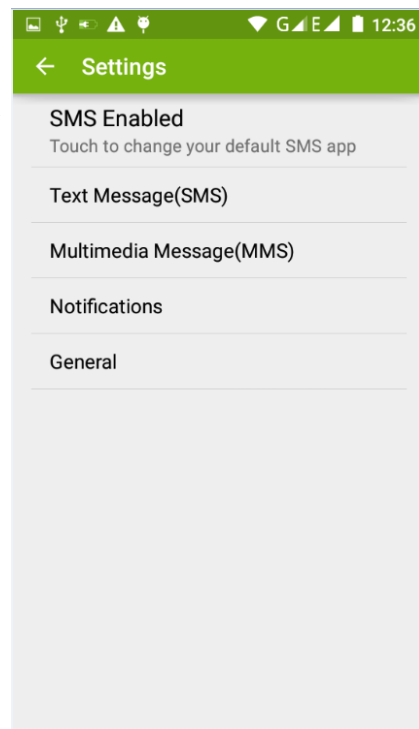 G E 12:36
Settings
SMS Enabled
Touch to change your default SMS app
Text Message(SMS)
Multimedia Message(MMS)
Notifications
General